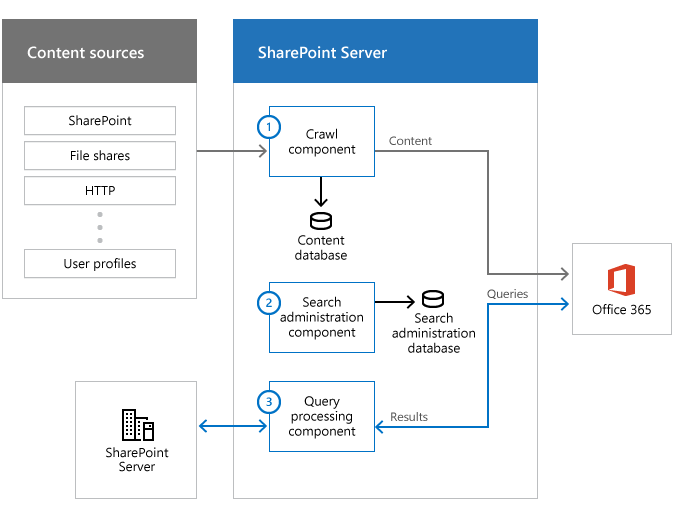 Content sources
SharePoint
File shares
HTTP
User profiles
SharePoint Server
1
Crawl
component
Content
Content
database
2
Search
administration
component
Search
administration
database
Queries
Office 365
3
Query
processing
component
Results
SharePoint
Server